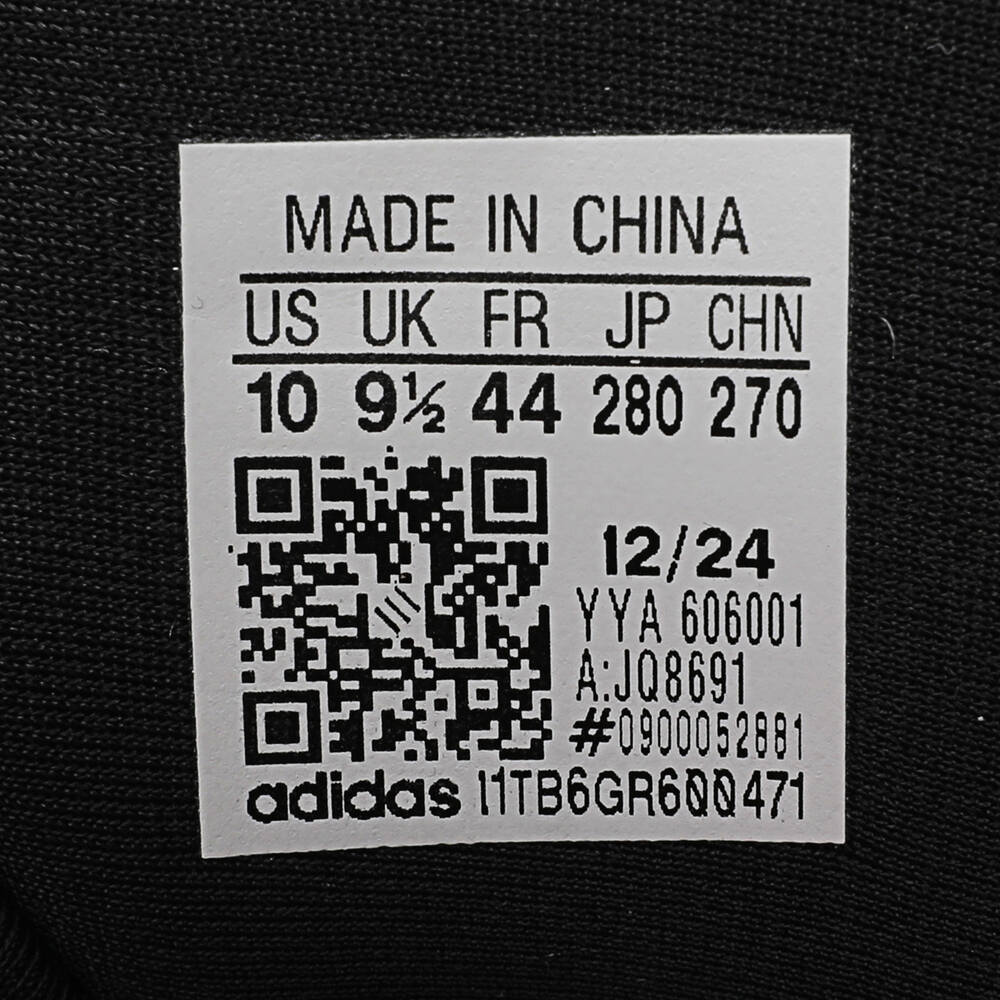 MADE IN CHINA
US UK FR JP CHN
10 9½ 44 280 270
12/24
YYA 606001
A:JQ8691
#0900052881
adidas 11TB6GR600471